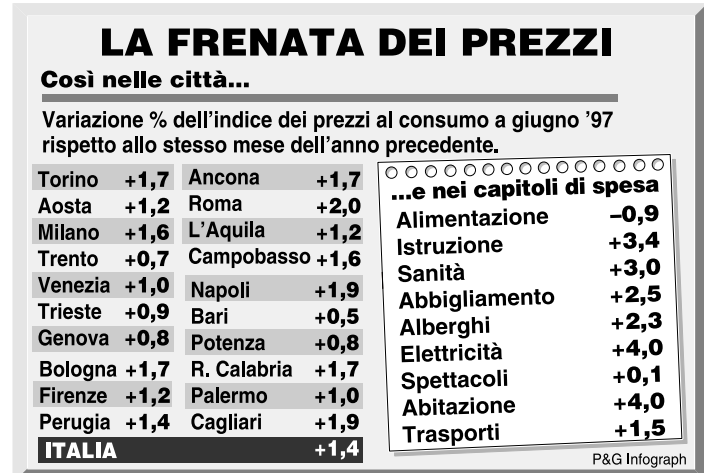 LA FRENATA DEI PREZZI
Così nelle città...
Variazione % dell'indice dei prezzi al consumo a giugno '97
rispetto allo stesso mese dell'anno precedente.
Torino +1,7
Aosta +1,2
Milano +1,6
Trento +0,7
Venezia +1,0
Trieste +0,9
Genova +0,8
Bologna +1,7
Firenze +1,2
Perugia +1,4
Ancona +1,7
Roma +2,0
L'Aquila +1,2
Campobasso +1,6
Napoli +1,9
Bari +0,5
Potenza +0,8
R. Calabria +1,7
Palermo +1,0
Cagliari +1,9
ITALIA +1,4
...e nei capitoli di spesa
Alimentazione –0,9
Istruzione +3,4
Sanità +3,0
Abbigliamento +2,5
Alberghi +2,3
Elettricità +4,0
Spettacoli +0,1
Abitazione +4,0
Trasporti +1,5
P&G Infograph